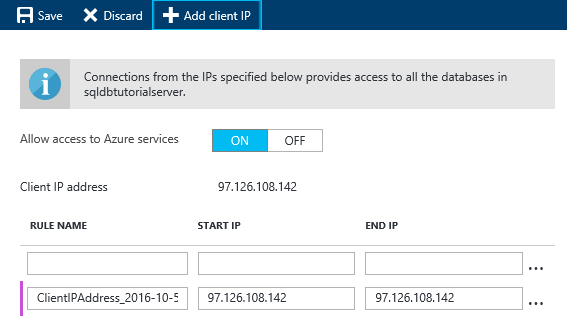 Save Discard Add client IP
Connections from the IPs specified below provides access to all the databases in
sqldbtutorialserver.
Allow access to Azure services ON OFF
Client IP address 97.126.108.142
RULE NAME START IP END IP
...
ClientIPAddress_2016-10-5 97.126.108.142 97.126.108.142 ...